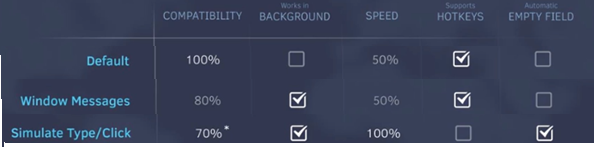 Works in Supports Automatic
COMPATIBILITY BACKGROUND SPEED HOTKEYS EMPTY FIELD
Default 100% 50%
Window Messages 80% 50%
Simulate Type/Click 70%* 100%